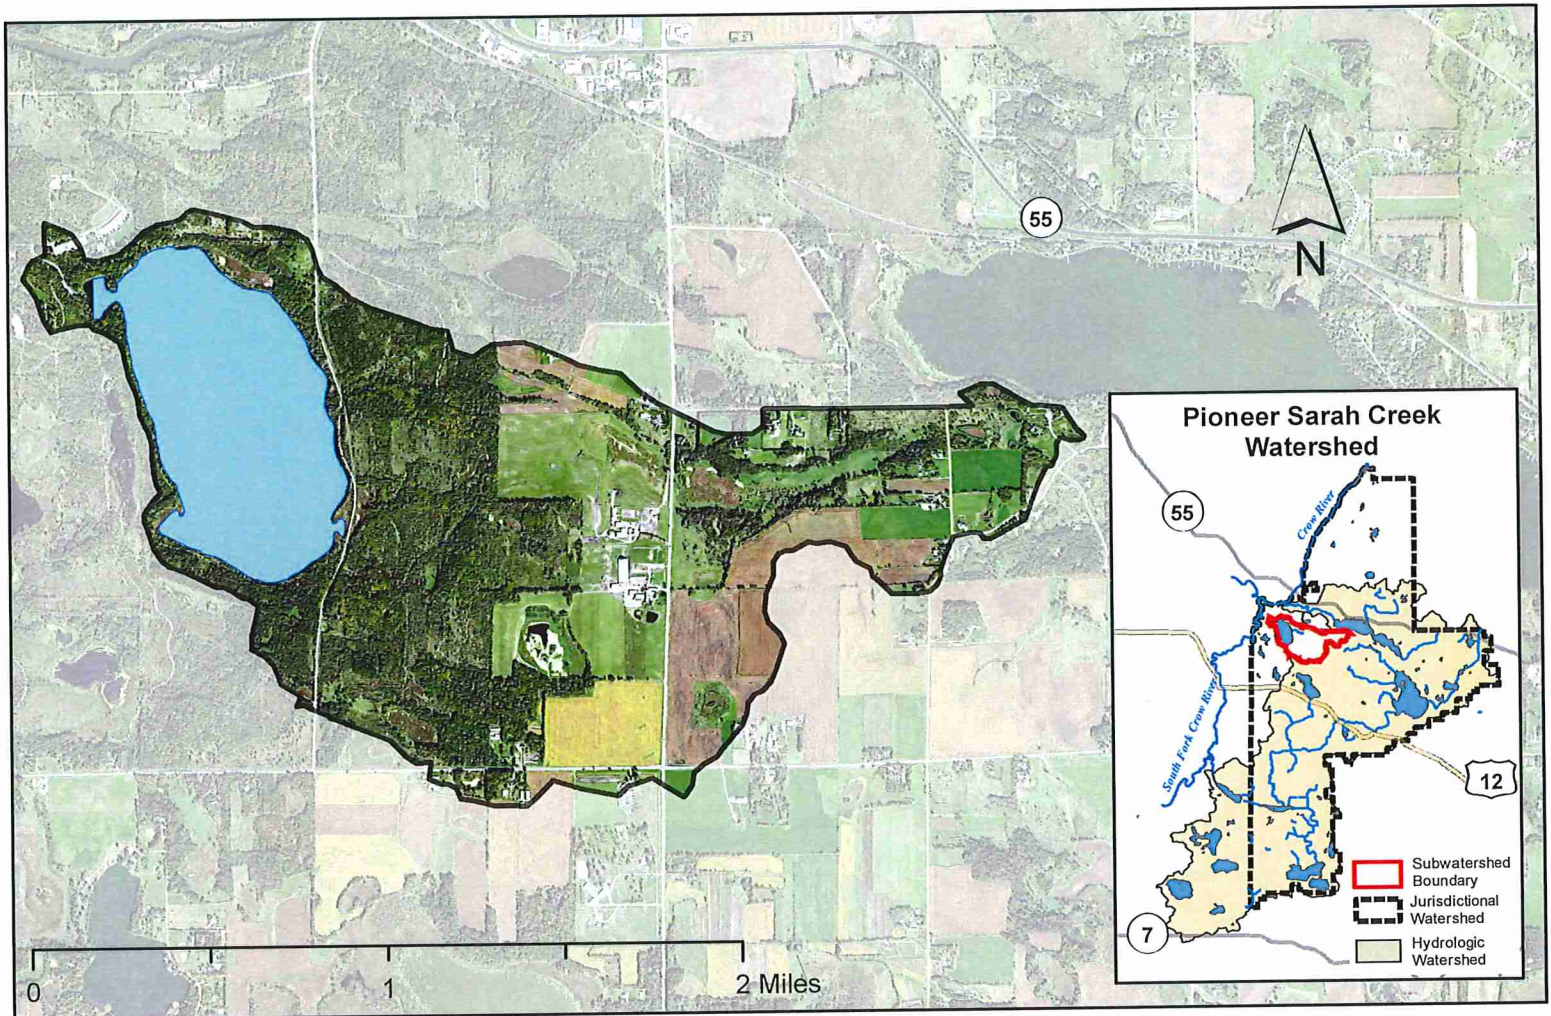 55
N
0
1
2 Miles
Pioneer Sarah Creek
Watershed
55
Crow River
South Fork Crow River
12
7
Subwatershed
Boundary
Jurisdictional
Watershed
Hydrologic
Watershed